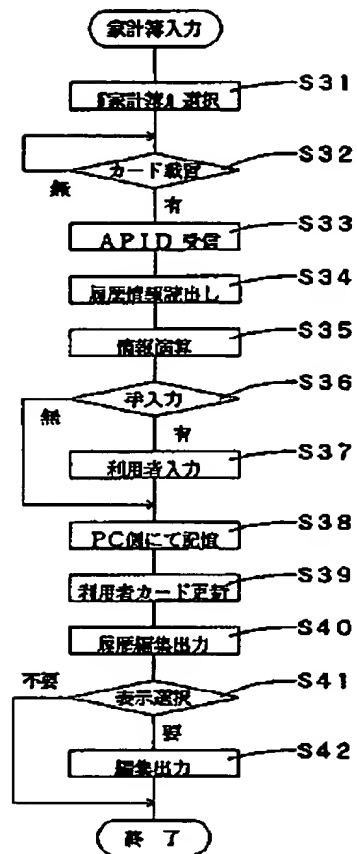 家計簿入力
『家計簿』選択
S31
カード載置
S32
無
有
APID 受信
S33
履歴情報読出し
S34
情報演算
S35
手入力
S36
無
有
利用者入力
S37
PC側にて記憶
S38
利用者カード更新
S39
履歴編集出力
S40
表示選択
S41
不要
要
編集出力
S42
終 了